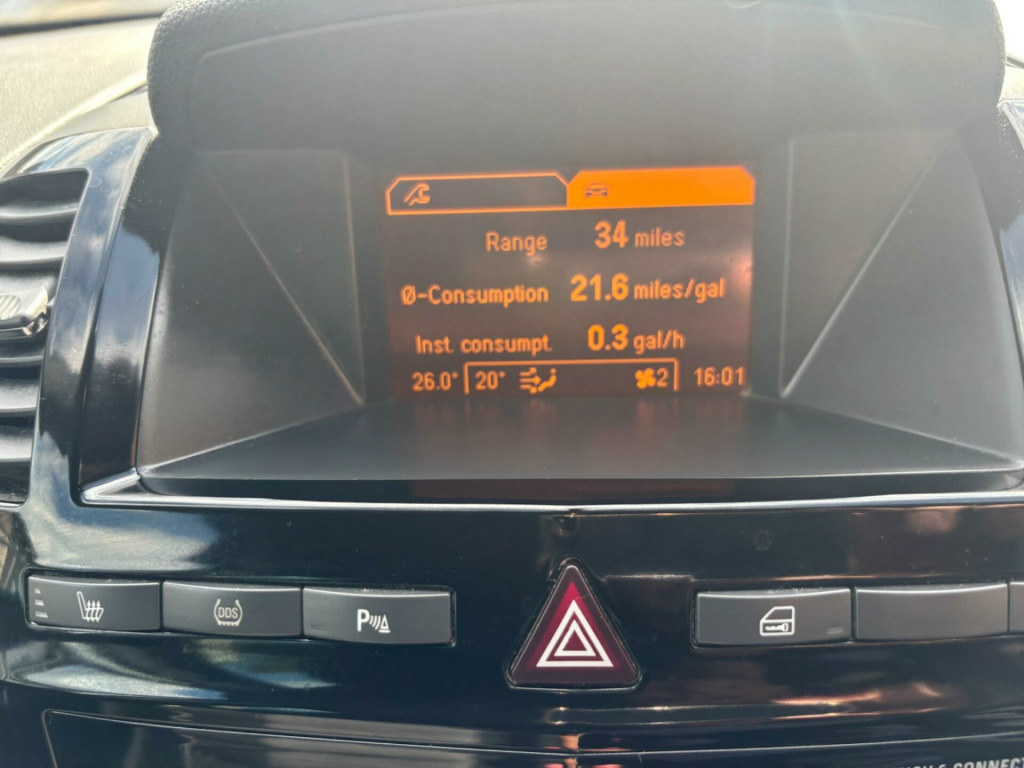 Range 34 miles
Ø-Consumption 21.6 miles/gal
Inst. consumpt. 0.3 gal/h
26.0° 20° 2 16:01
DDS P
CONNECT